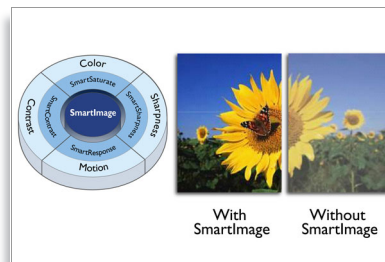 Color
SmartSaturate
Contrast
SmartContrast
SmartImage
SmartSharpness
Sharpness
SmartResponse
Motion
With
SmartImage
Without
SmartImage